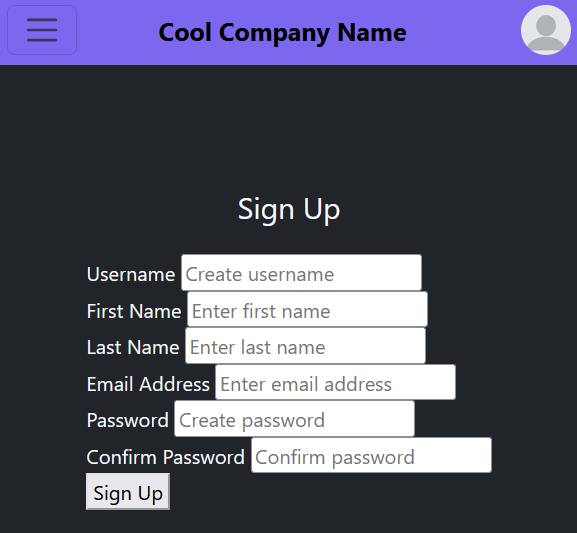 Cool Company Name
Sign Up
Username Create username
First Name Enter first name
Last Name Enter last name
Email Address Enter email address
Password Create password
Confirm Password Confirm password
Sign Up